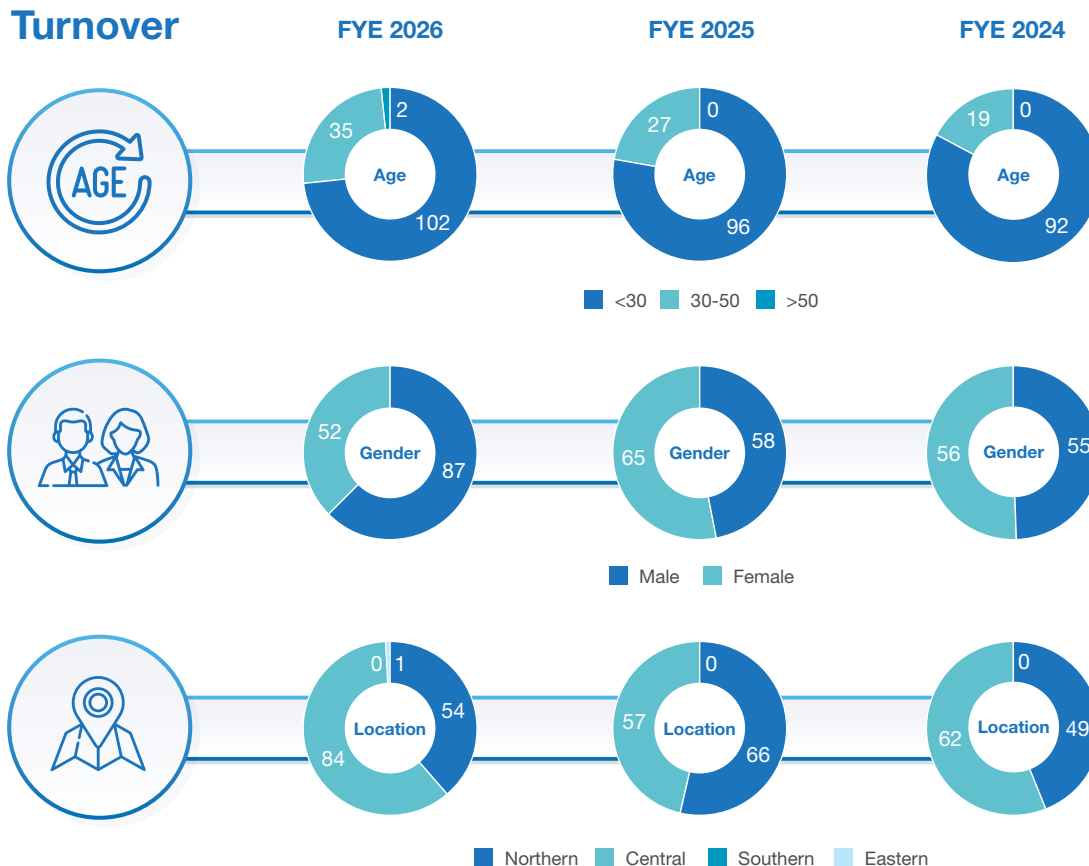 Turnover
FYE 2026 FYE 2025 FYE 2024
AGE
35 2 Age 102
27 0 Age 96
19 0 Age 92
<30 30-50 >50
52 Gender 87
65 Gender 58
56 Gender 55
Male Female
0 1 54 Location 84
0 57 Location 66
0 62 Location 49
Northern Central Southern Eastern